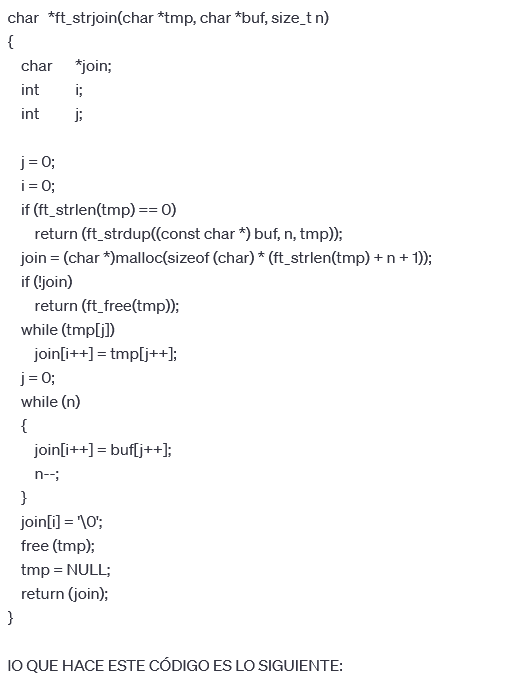 char  *ft_strjoin(char *tmp, char *buf, size_t n)
{
    char     *join;
    int        i;
    int        j;

    j = 0;
    i = 0;
    if (ft_strlen(tmp) == 0)
        return (ft_strdup((const char *) buf, n, tmp));
    join = (char *)malloc(sizeof (char) * (ft_strlen(tmp) + n + 1));
    if (!join)
        return (ft_free(tmp));
    while (tmp[j])
        join[i++] = tmp[j++];
    j = 0;
    while (n)
    {
        join[i++] = buf[j++];
        n--;
    }
    join[i] = '\0';
    free (tmp);
    tmp = NULL;
    return (join);
}

lO QUE HACE ESTE CÓDIGO ES LO SIGUIENTE: